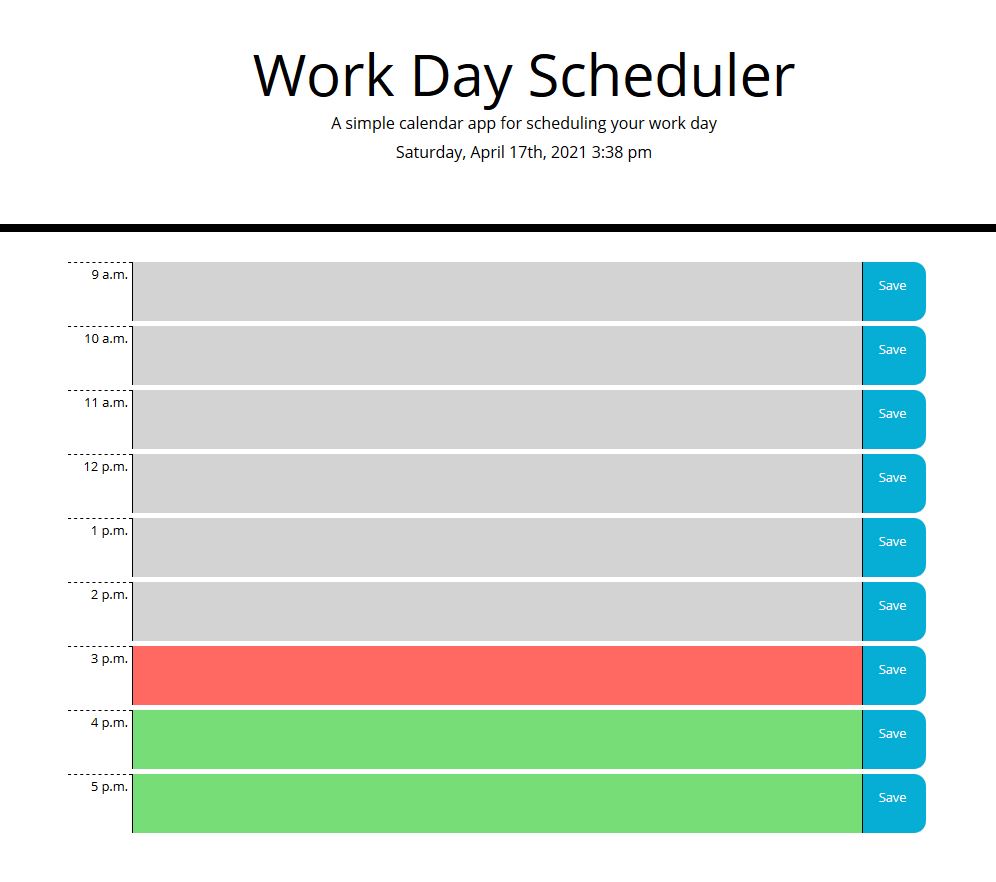 Work Day Scheduler
A simple calendar app for scheduling your work day
Saturday, April 17th, 2021 3:38 pm
9 a.m. Save
10 a.m. Save
11 a.m. Save
12 p.m. Save
1 p.m. Save
2 p.m. Save
3 p.m. Save
4 p.m. Save
5 p.m. Save